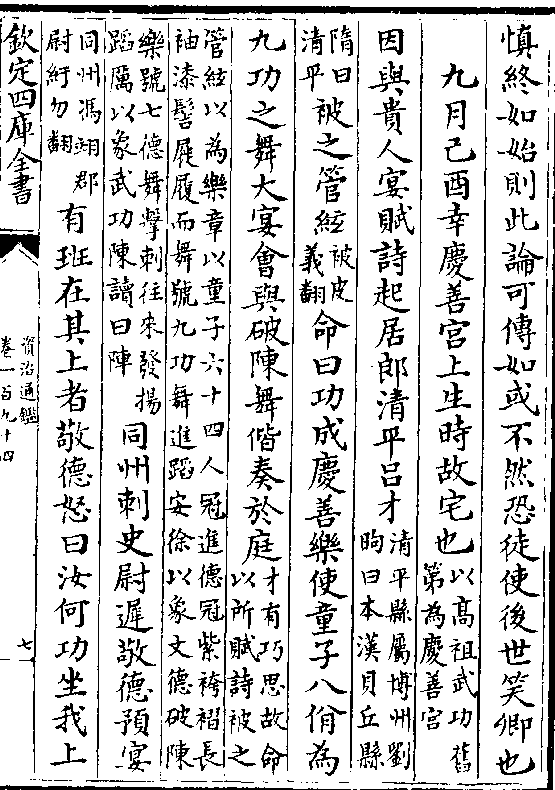 慎終如始則此論可傳如或不然恐徒使後世笑卿也
九月己酉幸慶善宮上生時故宅也以高祖武功舊第為慶善宮
因與貴人宴賦詩起居郎清平呂才清平縣屬博州劉昫曰本漢貝丘縣
隋曰清平被之管絃被皮義翻命曰功成慶善樂使童子八佾為
九功之舞大宴會與破陳舞偕奏於庭才有巧思故命以所賦詩被之
管絃以為樂章以童子六十四人冠進德冠紫袴褶長
袖漆髻屣履而舞號九功舞進蹈安徐以象文德破陳
樂號七德舞擊刺往來發揚
蹈厲以象武功陳讀曰陣同州刺史尉遲敬德預宴
同州馮翊郡尉紆勿翻有班在其上者敬德怒曰汝何功坐我上
欽定四庫全書
資治通鑑
卷一百九十四
七